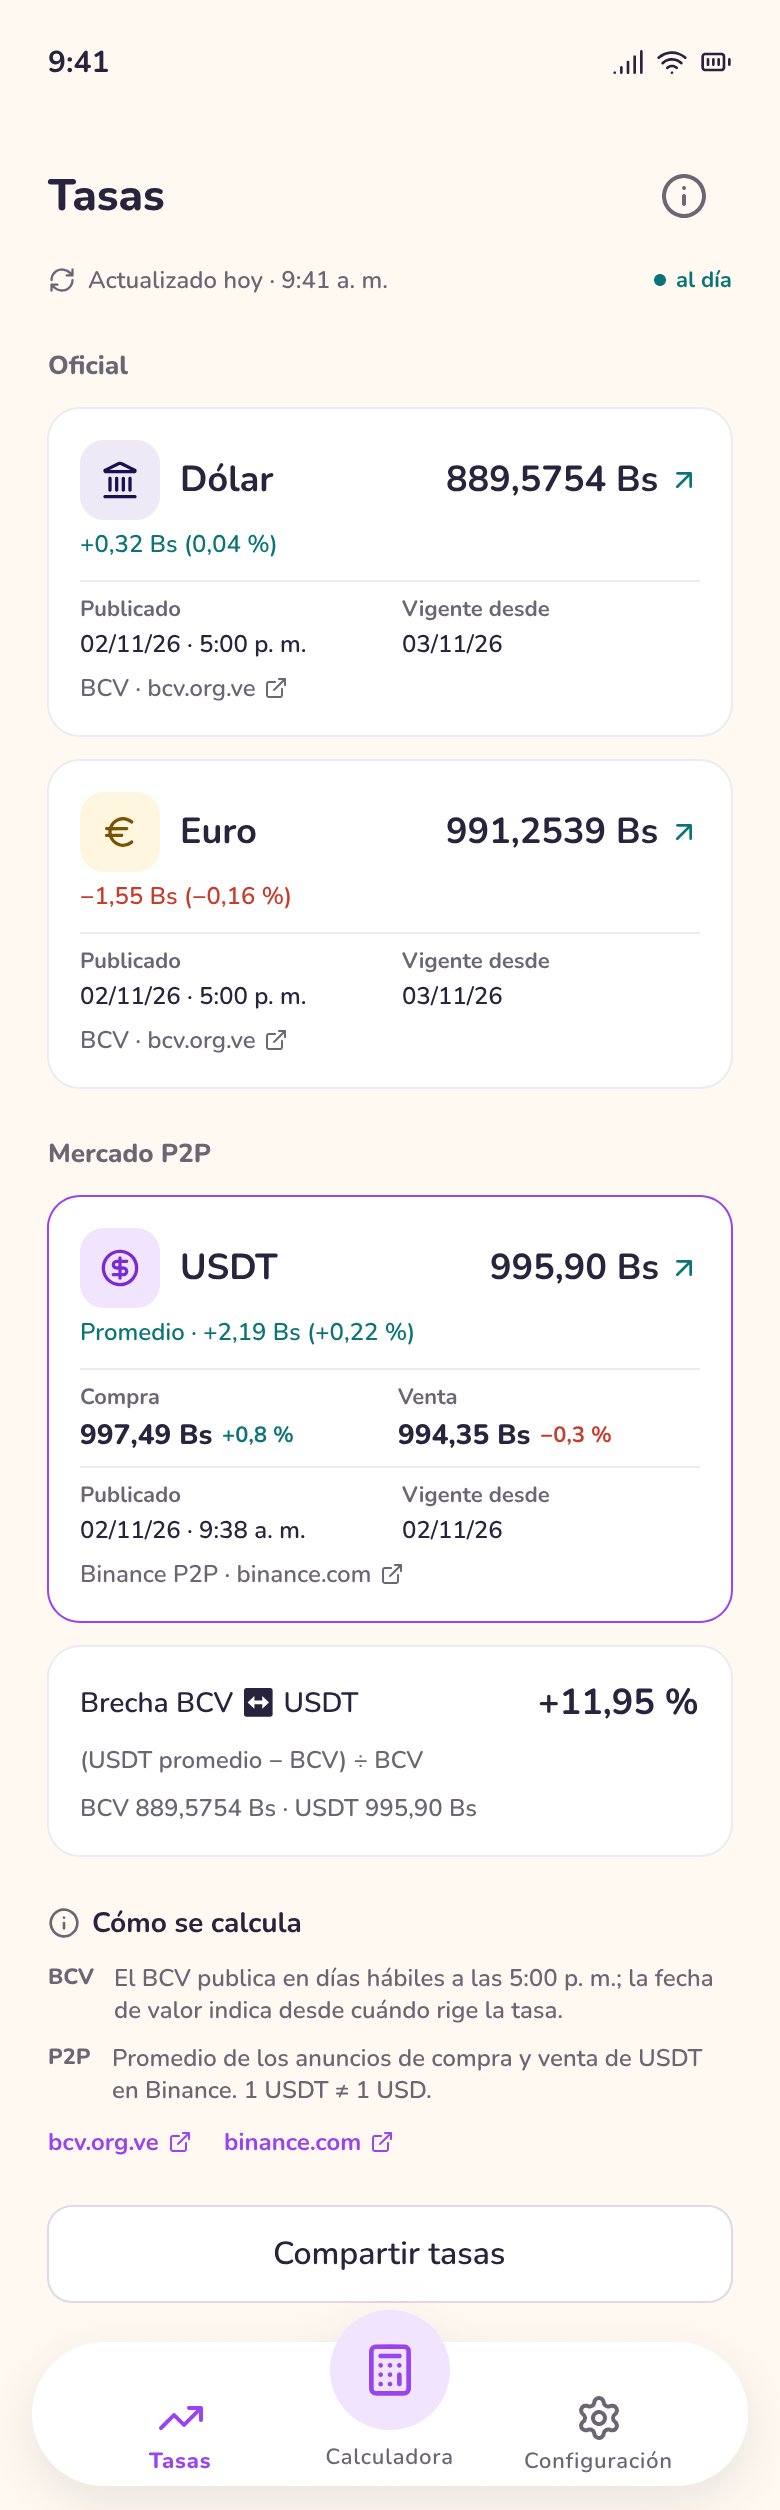 9:41
Tasas
Actualizado hoy · 9:41 a. m.
al día
Oficial
Dólar 889,5754 Bs
+0,32 Bs (0,04 %)
Publicado Vigente desde
02/11/26 · 5:00 p. m. 03/11/26
BCV · bcv.org.ve
Euro 991,2539 Bs
−1,55 Bs (−0,16 %)
Publicado Vigente desde
02/11/26 · 5:00 p. m. 03/11/26
BCV · bcv.org.ve
Mercado P2P
USDT 995,90 Bs
Promedio · +2,19 Bs (+0,22 %)
Compra Venta
997,49 Bs +0,8 % 994,35 Bs −0,3 %
Publicado Vigente desde
02/11/26 · 9:38 a. m. 02/11/26
Binance P2P · binance.com
Brecha BCV ↔ USDT +11,95 %
(USDT promedio − BCV) ÷ BCV
BCV 889,5754 Bs · USDT 995,90 Bs
Cómo se calcula
BCV El BCV publica en días hábiles a las 5:00 p. m.; la fecha
de valor indica desde cuándo rige la tasa.
P2P Promedio de los anuncios de compra y venta de USDT
en Binance. 1 USDT ≠ 1 USD.
bcv.org.ve binance.com
Compartir tasas
Tasas Calculadora Configuración